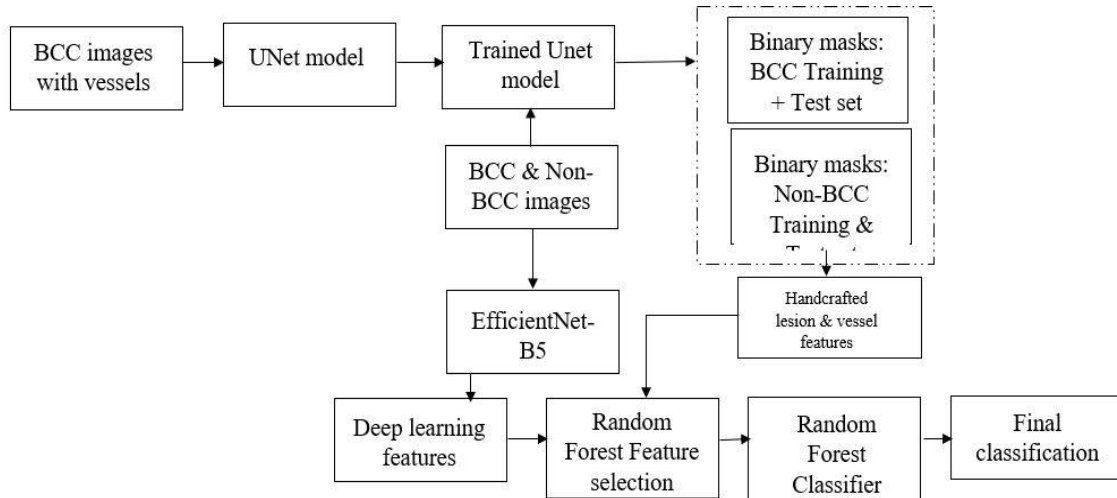 BCC images
with vessels
UNet model
Trained Unet
model
Binary masks:
BCC Training
+ Test set
BCC & Non-
BCC images
Binary masks:
Non-BCC
Training &
EfficientNet-
B5
Handcrafted
lesion & vessel
features
Deep learning
features
Random
Forest Feature
selection
Random
Forest
Classifier
Final
classification